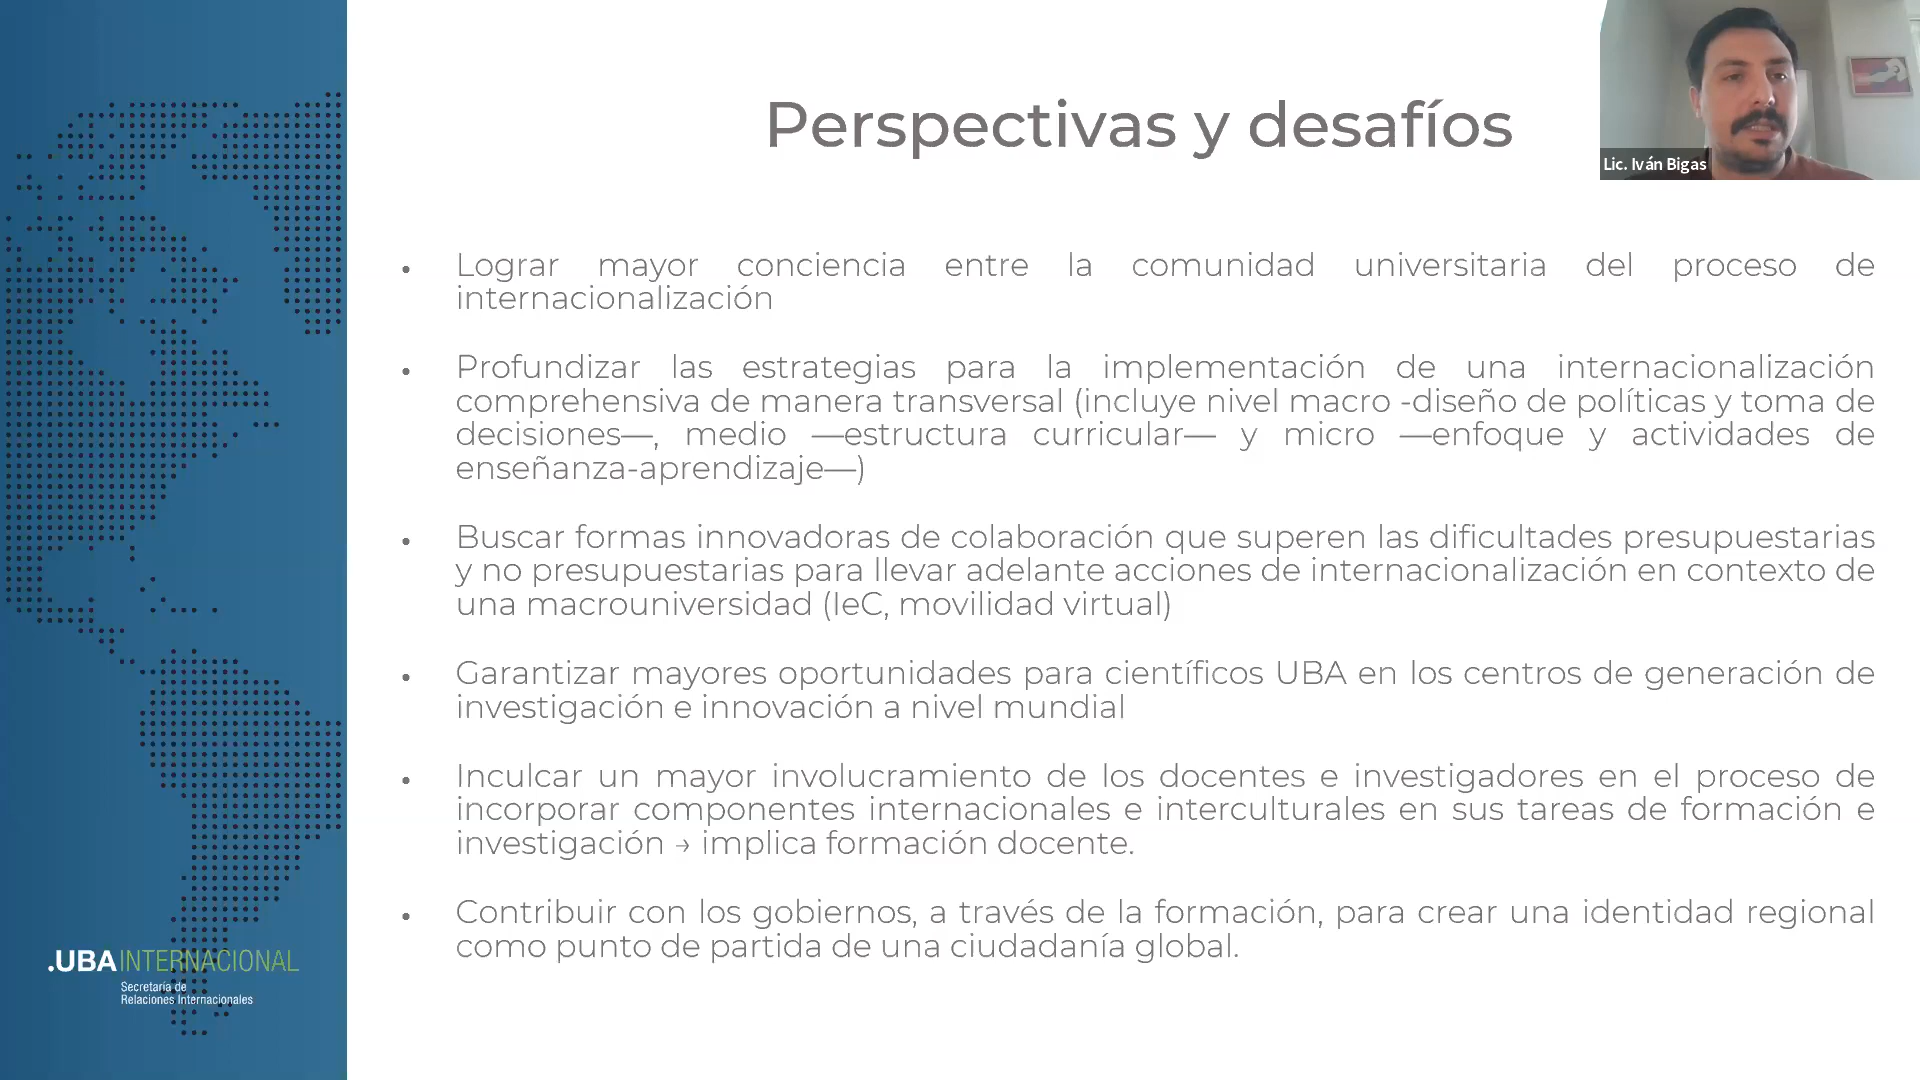 Perspectivas y desafíos
Lic. Iván Bigas
• Lograr mayor conciencia entre la comunidad universitaria del proceso de
internacionalización
• Profundizar las estrategias para la implementación de una internacionalización
comprehensiva de manera transversal (incluye nivel macro -diseño de políticas y toma de
decisiones—, medio —estructura curricular— y micro —enfoque y actividades de
enseñanza-aprendizaje—)
• Buscar formas innovadoras de colaboración que superen las dificultades presupuestarias
y no presupuestarias para llevar adelante acciones de internacionalización en contexto de
una macrouniversidad (IeC, movilidad virtual)
• Garantizar mayores oportunidades para científicos UBA en los centros de generación de
investigación e innovación a nivel mundial
• Inculcar un mayor involucramiento de los docentes e investigadores en el proceso de
incorporar componentes internacionales e interculturales en sus tareas de formación e
investigación → implica formación docente.
• Contribuir con los gobiernos, a través de la formación, para crear una identidad regional
como punto de partida de una ciudadanía global.
.UBAINTERNACIONAL
Secretaría de
Relaciones Internacionales